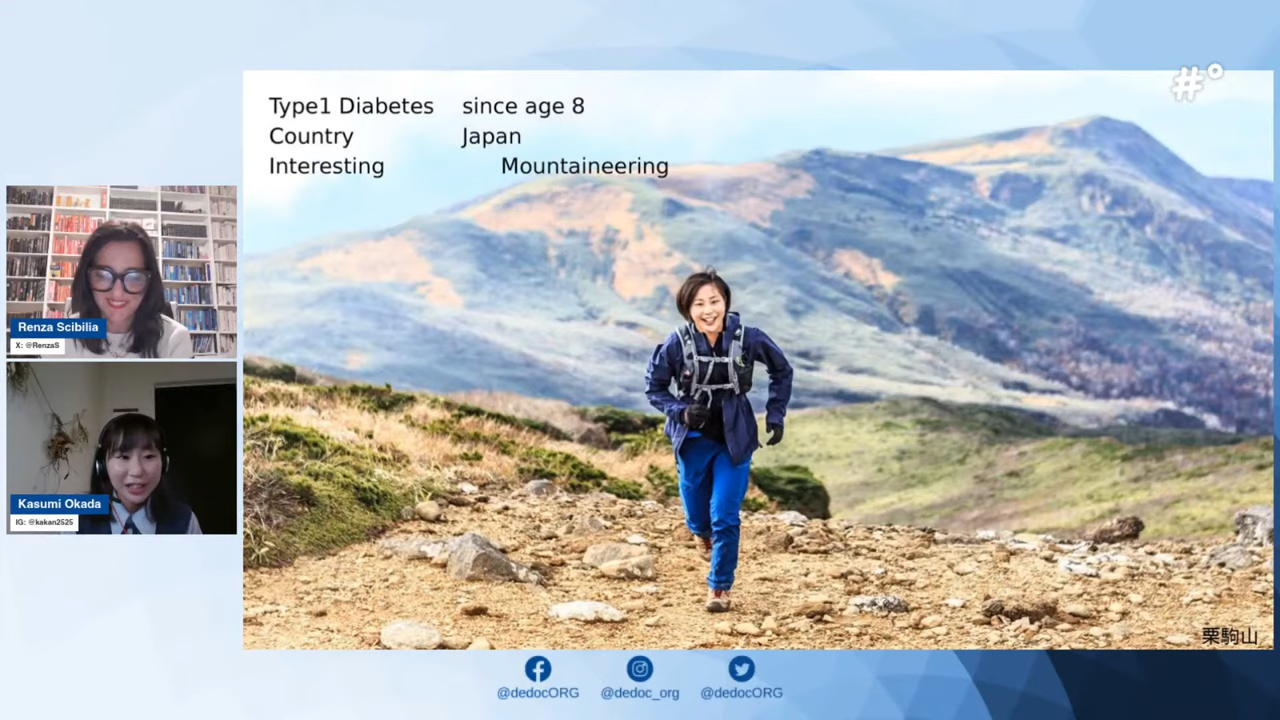 #°
Type1 Diabetes since age 8
Country Japan
Interesting Mountaineering
Renza Scibilia
X: @RenzaS
Kasumi Okada
IG: @kakan2525
栗駒山
@dedocORG @dedoc_org @dedocORG